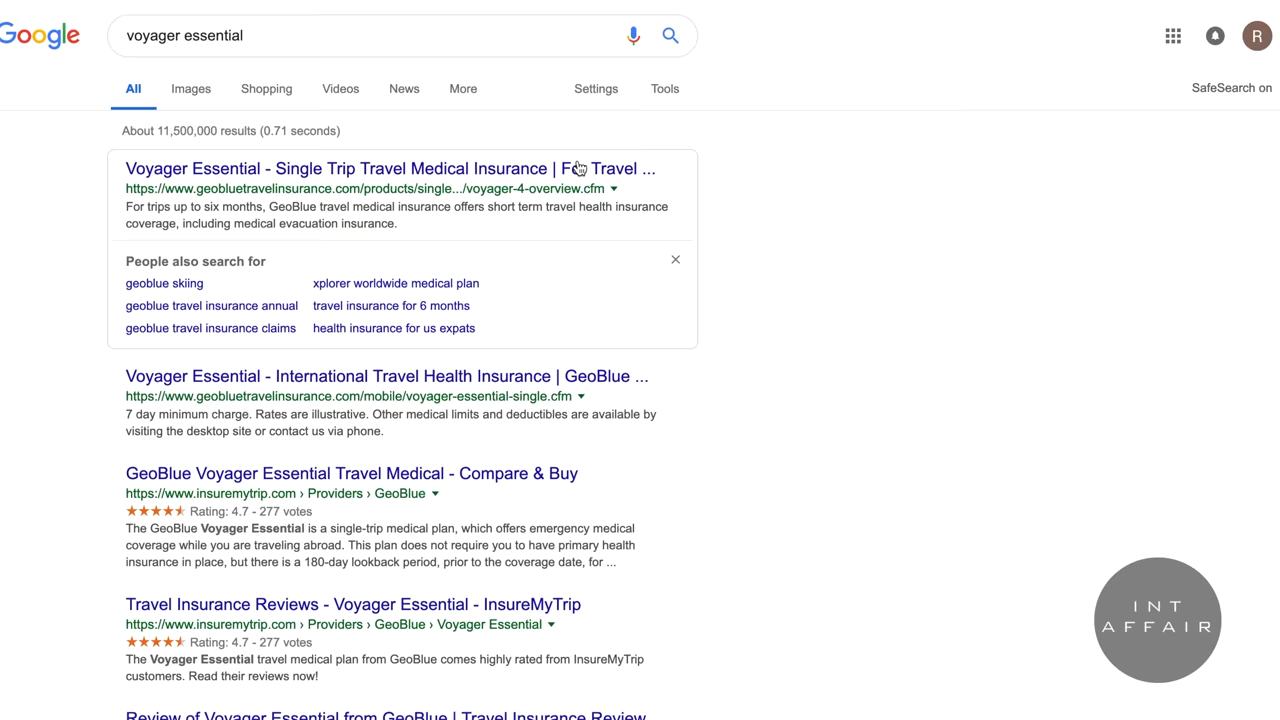 Google
voyager essential
R
All Images Shopping Videos News More Settings Tools
SafeSearch on
About 11,500,000 results (0.71 seconds)
Voyager Essential - Single Trip Travel Medical Insurance | For Travel ...
https://www.geobluetravelinsurance.com/products/single.../voyager-4-overview.cfm
For trips up to six months, GeoBlue travel medical insurance offers short term travel health insurance
coverage, including medical evacuation insurance.
People also search for
geoblue skiing
xplorer worldwide medical plan
geoblue travel insurance annual
travel insurance for 6 months
geoblue travel insurance claims
health insurance for us expats
Voyager Essential - International Travel Health Insurance | GeoBlue ...
https://www.geobluetravelinsurance.com/mobile/voyager-essential-single.cfm
7 day minimum charge. Rates are illustrative. Other medical limits and deductibles are available by
visiting the desktop site or contact us via phone.
GeoBlue Voyager Essential Travel Medical - Compare & Buy
https://www.insuremytrip.com › Providers › GeoBlue
Rating: 4.7 - 277 votes
The GeoBlue Voyager Essential is a single-trip medical plan, which offers emergency medical
coverage while you are traveling abroad. This plan does not require you to have primary health
insurance in place, but there is a 180-day lookback period, prior to the coverage date, for ...
Travel Insurance Reviews - Voyager Essential - InsureMyTrip
https://www.insuremytrip.com › Providers › GeoBlue › Voyager Essential
Rating: 4.7 - 277 votes
The Voyager Essential travel medical plan from GeoBlue comes highly rated from InsureMyTrip
customers. Read their reviews now!
Review of Voyager Essential from GeoBlue | Travel Insurance Review
INT
AFFAIR